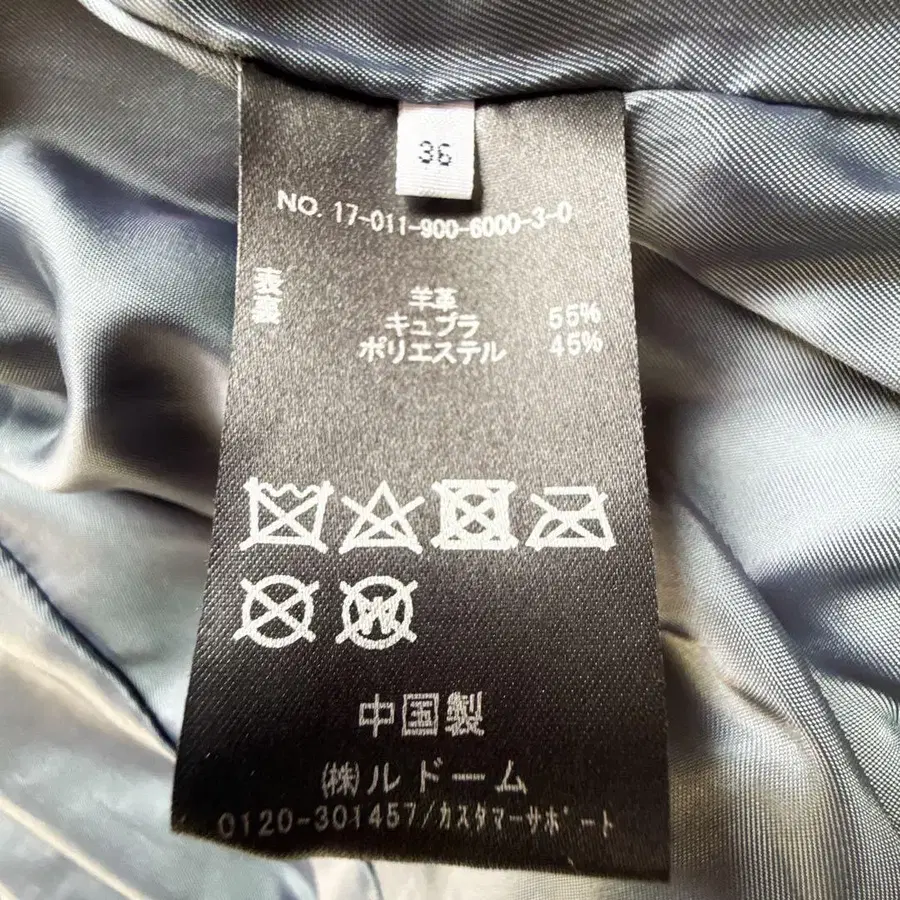 36
NO. 17-011-900-6000-3-0
表 羊革
裏 キュプラ 55%
ポリエステル 45%
中国製
(株)ルドーム
0120-301457/カスタマーサポート